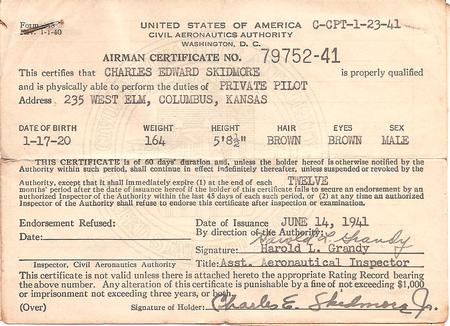 Form
Rev. 1-1-40
UNITED STATES OF AMERICA
C-CPT-1-23-41
CIVIL AERONAUTICS AUTHORITY
WASHINGTON, D. C.
AIRMAN CERTIFICATE NO. 79752-41
This certifies that CHARLES EDWARD SKIDMORE is properly qualified
and is physically able to perform the duties of PRIVATE PILOT
Address 235 WEST ELM, COLUMBUS, KANSAS
DATE OF BIRTH WEIGHT HEIGHT HAIR EYES SEX
1-17-20 164 5'8½" BROWN BROWN MALE
THIS CERTIFICATE is of 60 days' duration and, unless the holder hereof is otherwise notified by the
Authority within such period, shall continue in effect indefinitely thereafter, unless suspended or revoked by the
Authority, except that it shall immediately expire (1) at the end of each TWELVE
months' period after the date of issuance hereof if the holder of this certificate fails to secure an endorsement by an
authorized Inspector of the Authority within the last 45 days of each such period, or (2) at any time an authorized
Inspector of the Authority shall refuse to endorse this certificate after inspection or examination.
Endorsement Refused:
Date of Issuance JUNE 14, 1941
Date:
By direction of the Authority:
Harold L. Grandy
Signature: Harold L. Grandy
Title: Asst. Aeronautical Inspector
Inspector, Civil Aeronautics Authority
This certificate is not valid unless there is attached hereto the appropriate Rating Record bearing
the above number. Any alteration of this certificate is punishable by a fine of not exceeding $1,000
or imprisonment not exceeding three years, or both.
(Over) Signature of Holder: Charles E. Skidmore Jr.